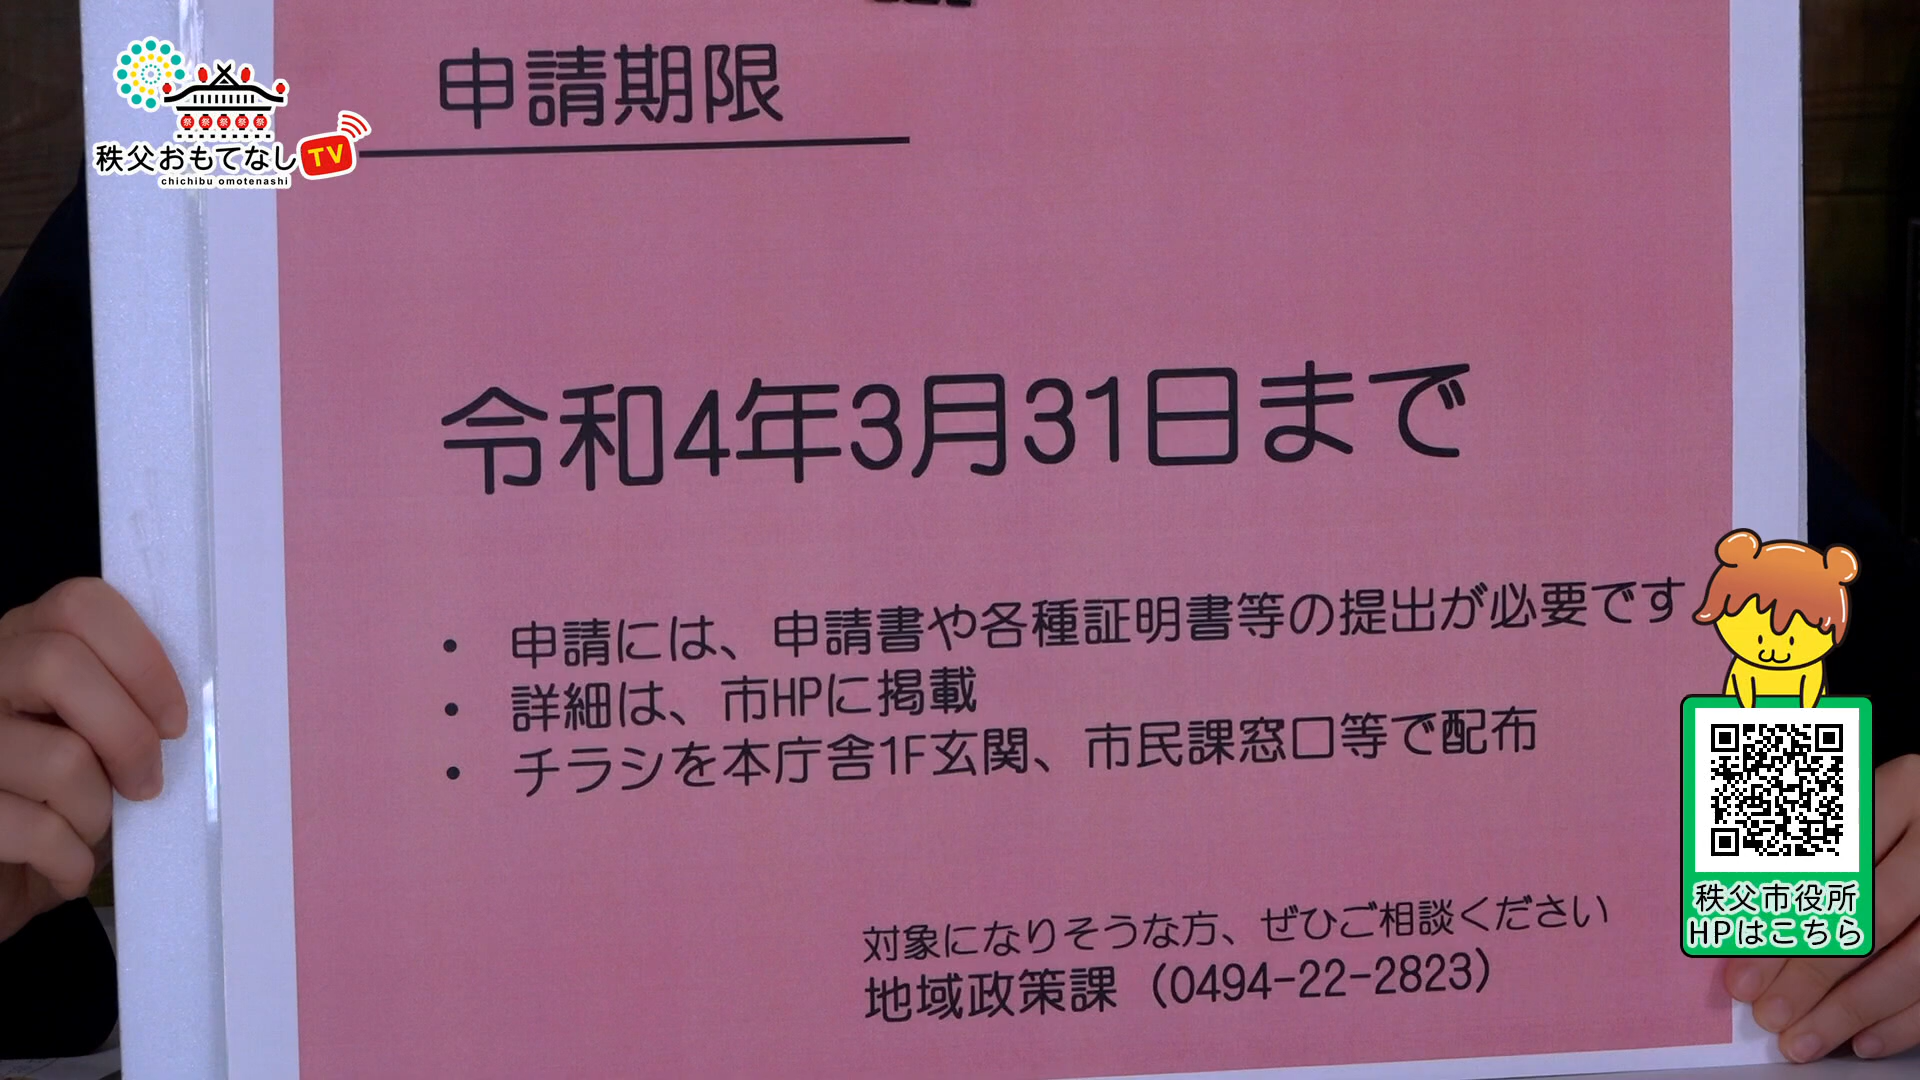 秩父おもてなしTV
chichibu omotenashi
申請期限
令和4年3月31日まで
• 申請には、申請書や各種証明書等の提出が必要です
• 詳細は、市HPに掲載
• チラシを本庁舎1F玄関、市民課窓口等で配布
対象になりそうな方、ぜひご相談ください
地域政策課（0494-22-2823）
秩父市役所
HPはこちら